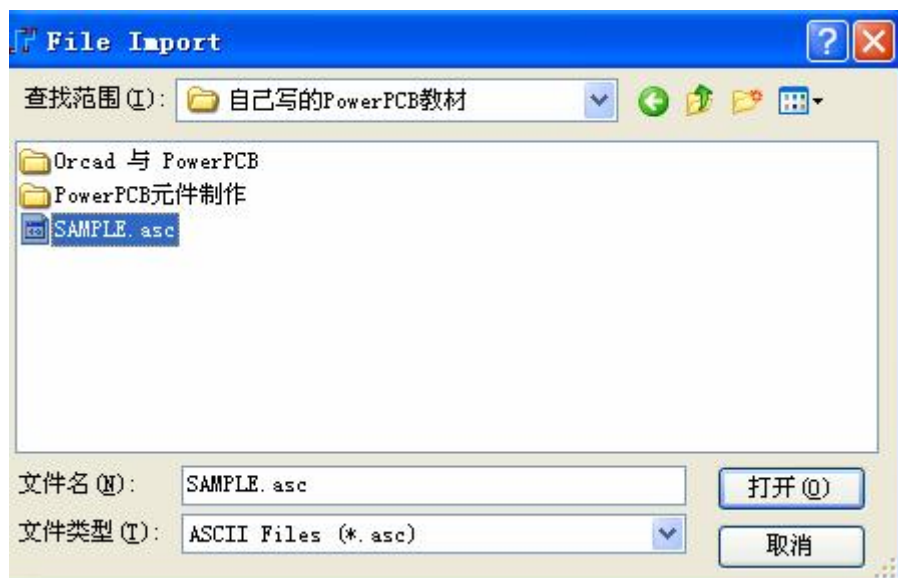 File Import
查找范围(I): 自己写的PowerPCB教材
Orcad 与 PowerPCB
PowerPCB元件制作
SAMPLE.asc
文件名(N): SAMPLE.asc 打开(O)
文件类型(T): ASCII Files (*.asc) 取消